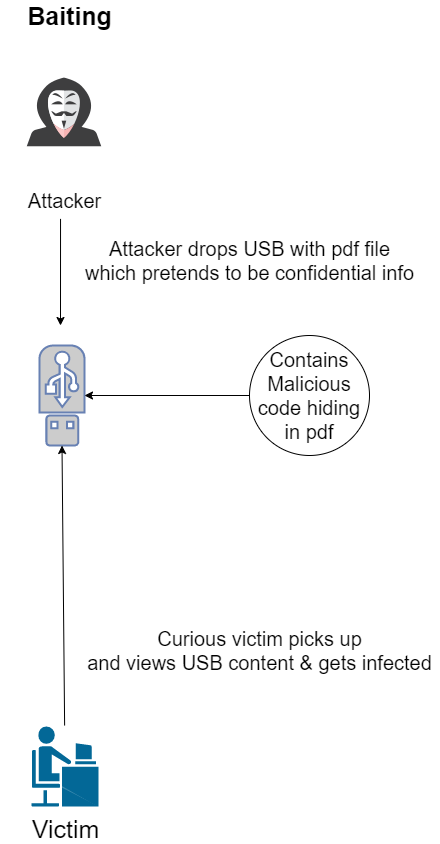 Baiting
Attacker
Attacker drops USB with pdf file
which pretends to be confidential info
Contains
Malicious
code hiding
in pdf
Curious victim picks up
and views USB content & gets infected
Victim